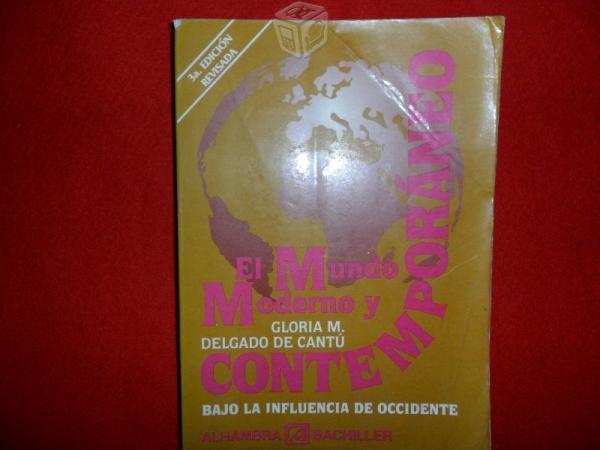 3a. EDICIÓN
REVISADA
El Mundo
Moderno y
CONTEMPORÁNEO
GLORIA M.
DELGADO DE CANTÚ
BAJO LA INFLUENCIA DE OCCIDENTE
ALHAMBRA BACHILLER